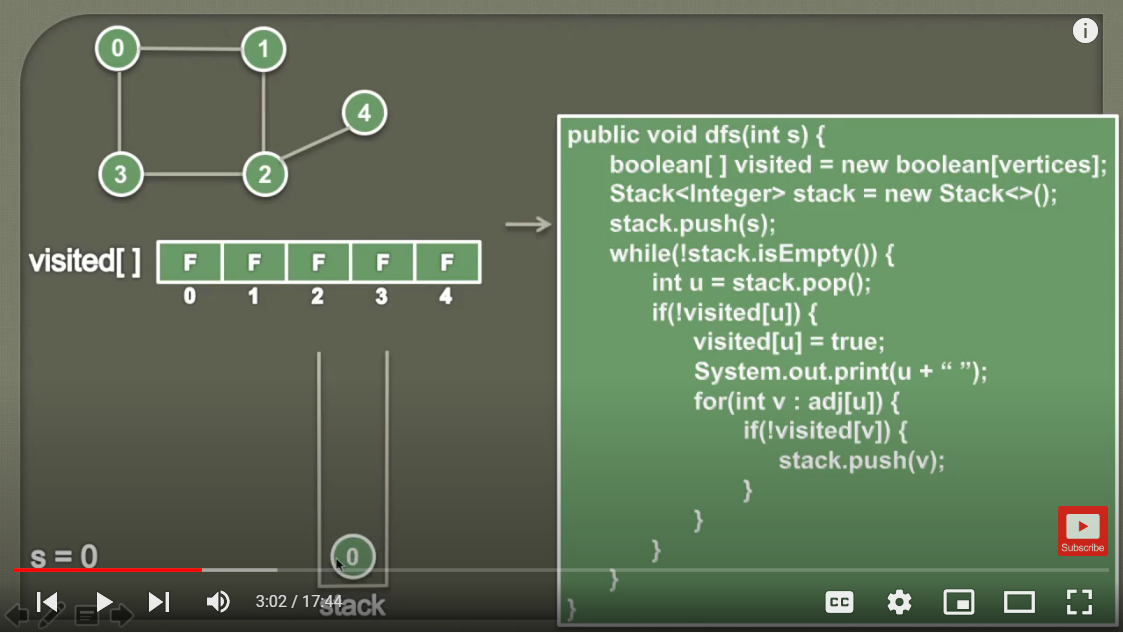 0
1
4
3
2
visited[ ]
F F F F F
0 1 2 3 4
s = 0
0
stack
public void dfs(int s) {
boolean[ ] visited = new boolean[vertices];
Stack<Integer> stack = new Stack<>();
stack.push(s);
while(!stack.isEmpty()) {
int u = stack.pop();
if(!visited[u]) {
visited[u] = true;
System.out.print(u + “ ”);
for(int v : adj[u]) {
if(!visited[v]) {
stack.push(v);
}
}
}
}
}
i
Subscribe
3:02 / 17:44
CC